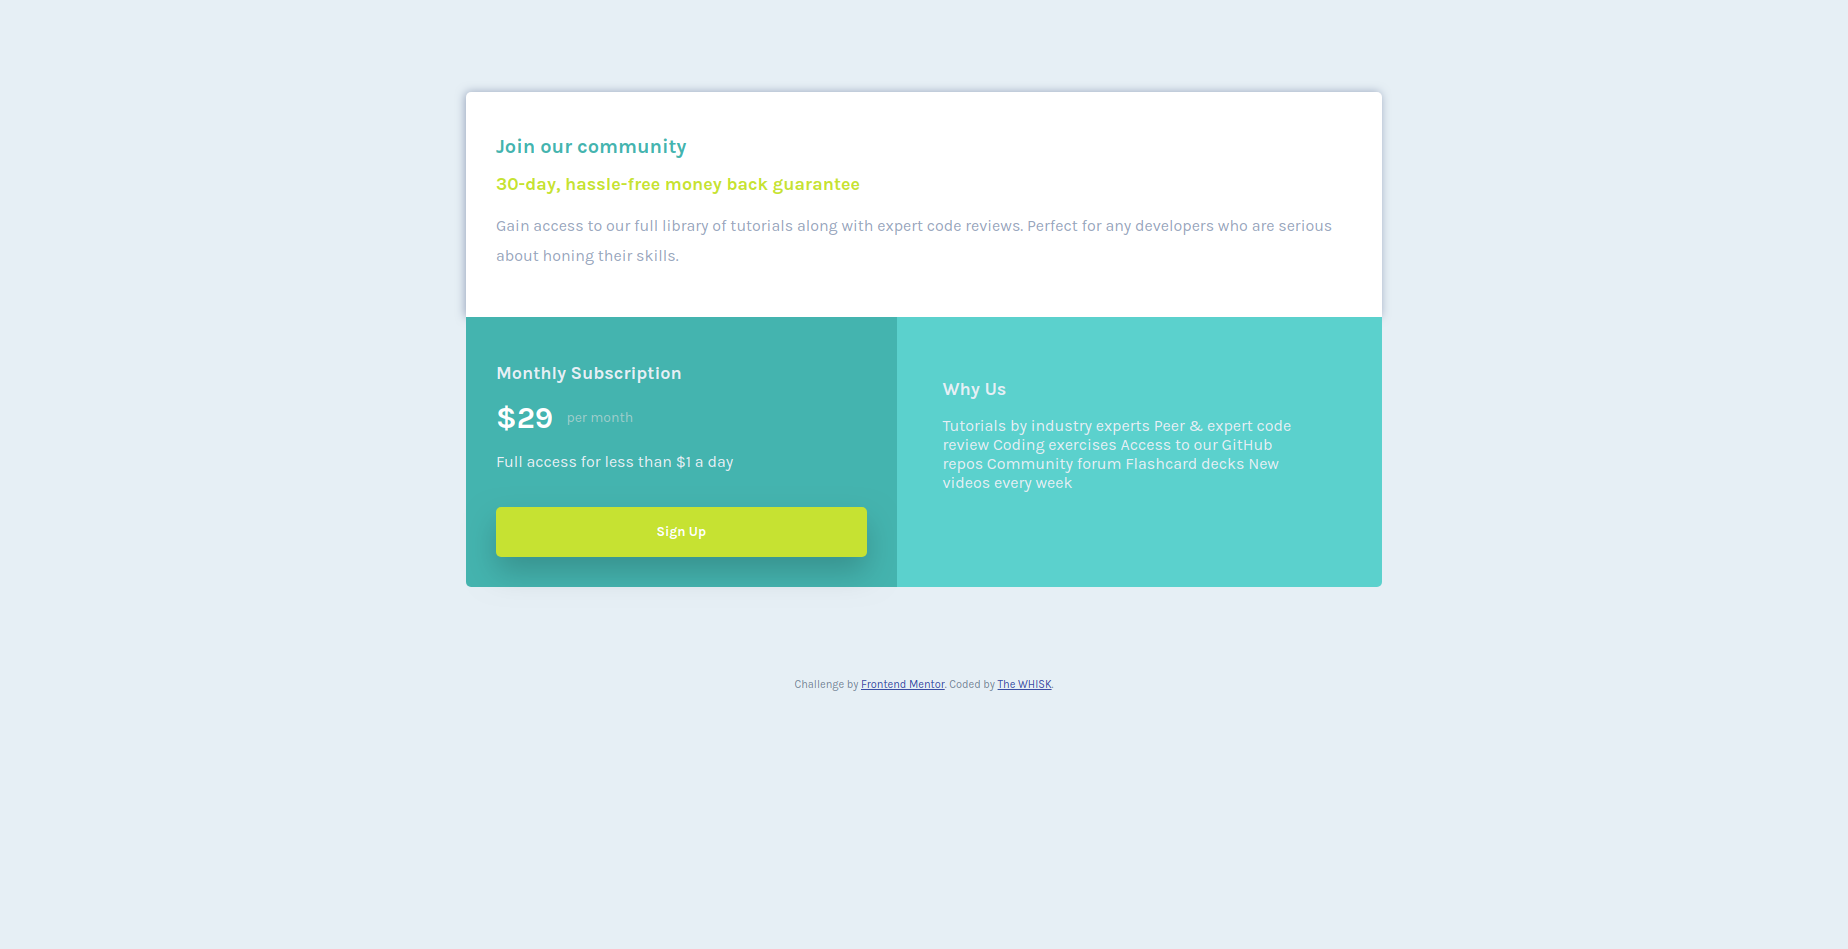 Join our community
30-day, hassle-free money back guarantee
Gain access to our full library of tutorials along with expert code reviews. Perfect for any developers who are serious
about honing their skills.
Monthly Subscription
$29 per month
Full access for less than $1 a day
Sign Up
Why Us
Tutorials by industry experts Peer & expert code
review Coding exercises Access to our GitHub
repos Community forum Flashcard decks New
videos every week
Challenge by Frontend Mentor. Coded by The WHISK.